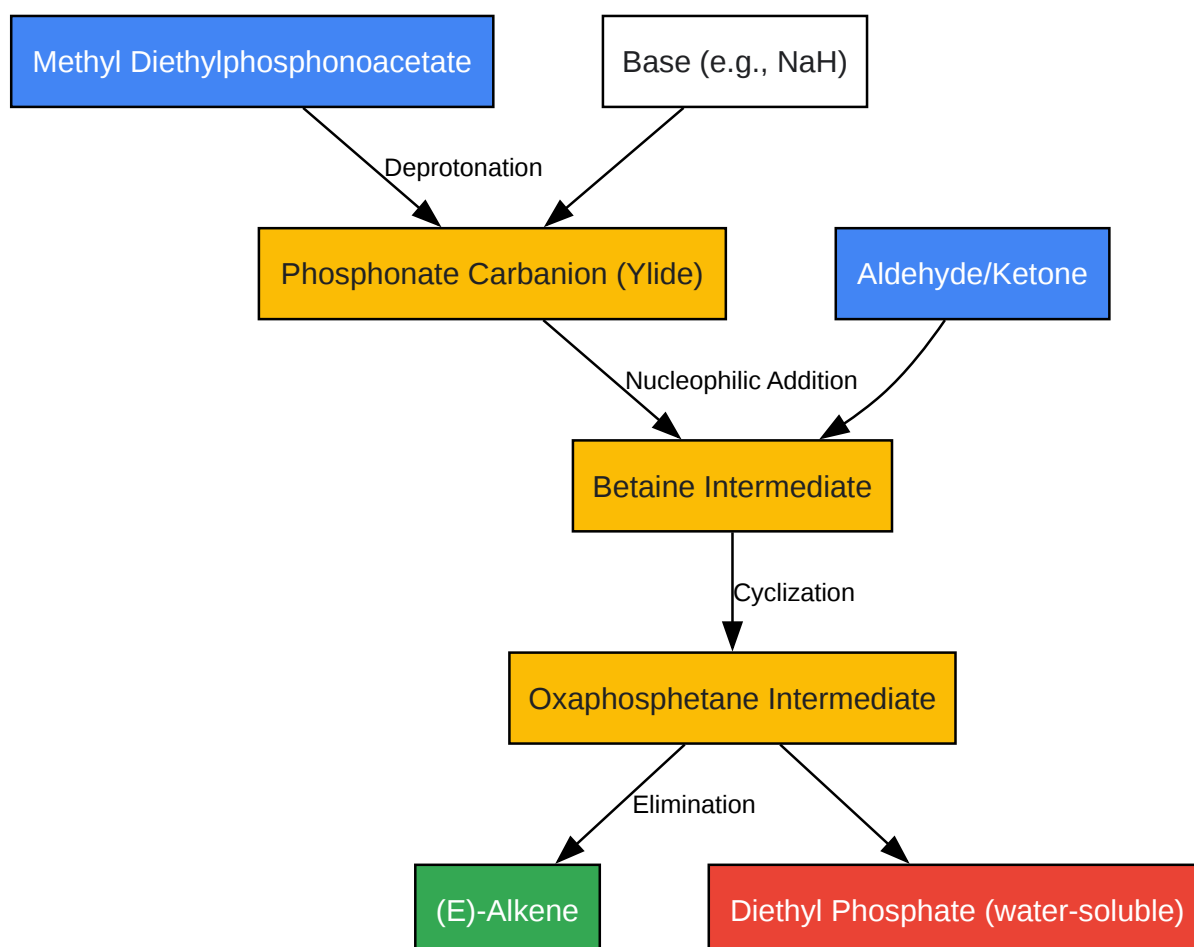 Methyl Diethylphosphonoacetate
Base (e.g., NaH)
Deprotonation
Phosphonate Carbanion (Ylide)
Aldehyde/Ketone
Nucleophilic Addition
Betaine Intermediate
Cyclization
Oxaphosphetane Intermediate
Elimination
(E)-Alkene
Diethyl Phosphate (water-soluble)